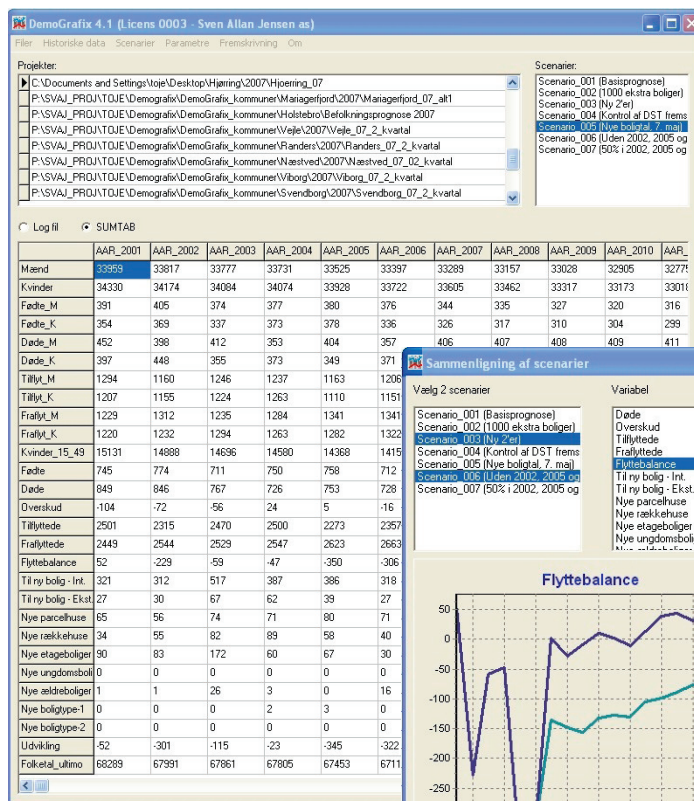 DemoGrafix 4.1 (Licens 0003 - Sven Allan Jensen as)
Filer Historiske data Scenarier Parametre Fremskrivning Om
Projekter:
C:\Documents and Settings\toje\Desktop\Hjørring\2007\Hjoerring_07
P:\SVAJ_PROJ\TOJE\Demografix\DemoGrafix_kommuner\Mariagerfjord\2007\Mariagerfjord_07_alt1
P:\SVAJ_PROJ\TOJE\Demografix\DemoGrafix_kommuner\Holstebro\Befolkningsprognose 2007
P:\SVAJ_PROJ\TOJE\Demografix\DemoGrafix_kommuner\Vejle\2007\Vejle_07_2_kvartal
P:\SVAJ_PROJ\TOJE\Demografix\DemoGrafix_kommuner\Randers\2007\Randers_07_2_kvartal
P:\SVAJ_PROJ\TOJE\Demografix\DemoGrafix_kommuner\Næstved\2007\Næstved_07_02_kvartal
P:\SVAJ_PROJ\TOJE\Demografix\DemoGrafix_kommuner\Viborg\2007\Viborg_07_2_kvartal
P:\SVAJ_PROJ\TOJE\Demografix\DemoGrafix_kommuner\Svendborg\2007\Svendborg_07_2_kvartal
Scenarier:
Scenario_001 (Basisprognose)
Scenario_002 (1000 ekstra boliger)
Scenario_003 (Ny 2'er)
Scenario_004 (Kontrol af DST frems
Scenario_005 (Nye boligtal, 7. maj)
Scenario_006 (Uden 2002, 2005 og
Scenario_007 (50% i 2002, 2005 og
Log fil SUMTAB
AAR_2001 AAR_2002 AAR_2003 AAR_2004 AAR_2005 AAR_2006 AAR_2007 AAR_2008 AAR_2009 AAR_2010 AAR_
Mænd 33959 33817 33777 33731 33525 33397 33289 33157 33028 32905 32775
Kvinder 34330 34174 34084 34074 33928 33722 33605 33462 33317 33173 33018
Fødte_M 391 405 374 377 380 376 344 335 327 320 316
Fødte_K 354 369 337 373 378 336 326 317 310 304 299
Døde_M 452 398 412 353 404 357 406 407 408 409 411
Døde_K 397 448 355 373 349 371
Tilflyt_M 1294 1160 1246 1237 1163 1206
Tilflyt_K 1207 1155 1224 1263 1110 1151
Fraflyt_M 1229 1312 1235 1284 1341 1341
Fraflyt_K 1220 1232 1294 1263 1282 1322
Kvinder_15_49 15131 14888 14696 14580 14368 1415
Fødte 745 774 711 750 758 712
Døde 849 846 767 726 753 728
Overskud -104 -72 -56 24 5 -16
Tilflyttede 2501 2315 2470 2500 2273 2357
Fraflyttede 2449 2544 2529 2547 2623 2663
Flyttebalance 52 -229 -59 -47 -350 -306
Til ny bolig - Int. 321 312 517 387 386 318
Til ny bolig - Ekst. 27 30 67 62 39 27
Nye parcelhuse 65 56 74 71 80 71
Nye rækkehuse 34 55 82 89 58 40
Nye etageboliger 90 83 172 60 67 30
Nye ungdomsboli 0 0 0 0 0 0
Nye ældreboliger 1 1 26 3 0 16
Nye boligtype-1 0 0 0 2 3 0
Nye boligtype-2 0 0 0 0 0 0
Udvikling -52 -301 -115 -23 -345 -322
Folketal_ultimo 68289 67991 67861 67805 67453 6711
Sammenligning af scenarier
Vælg 2 scenarier
Scenario_001 (Basisprognose)
Scenario_002 (1000 ekstra boliger)
Scenario_003 (Ny 2'er)
Scenario_004 (Kontrol af DST frems
Scenario_005 (Nye boligtal, 7. maj)
Scenario_006 (Uden 2002, 2005 og
Scenario_007 (50% i 2002, 2005 og
Variabel
Døde
Overskud
Tilflyttede
Fraflyttede
Flyttebalance
Til ny bolig - Int.
Til ny bolig - Ekst.
Nye parcelhuse
Nye rækkehuse
Nye etageboliger
Nye ungdomsboli
Flyttebalance
50
0
-50
-100
-150
-200
-250